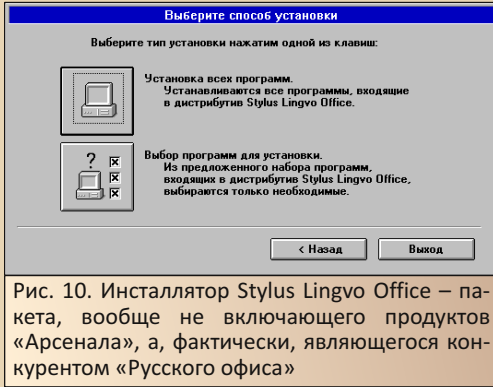 Выберите способ установки
Выберите тип установки нажатим одной из клавиш:
Установка всех программ.
Устанавливаются все программы, входящие
в дистрибутив Stylus Lingvo Office.
?
Выбор программ для установки.
Из предложенного набора программ,
входящих в дистрибутив Stylus Lingvo Office,
выбираются только необходимые.
< Назад
Выход
Рис. 10. Инсталлятор Stylus Lingvo Office – па-
кета, вообще не включающего продуктов
«Арсенала», а, фактически, являющегося кон-
курентом «Русского офиса»